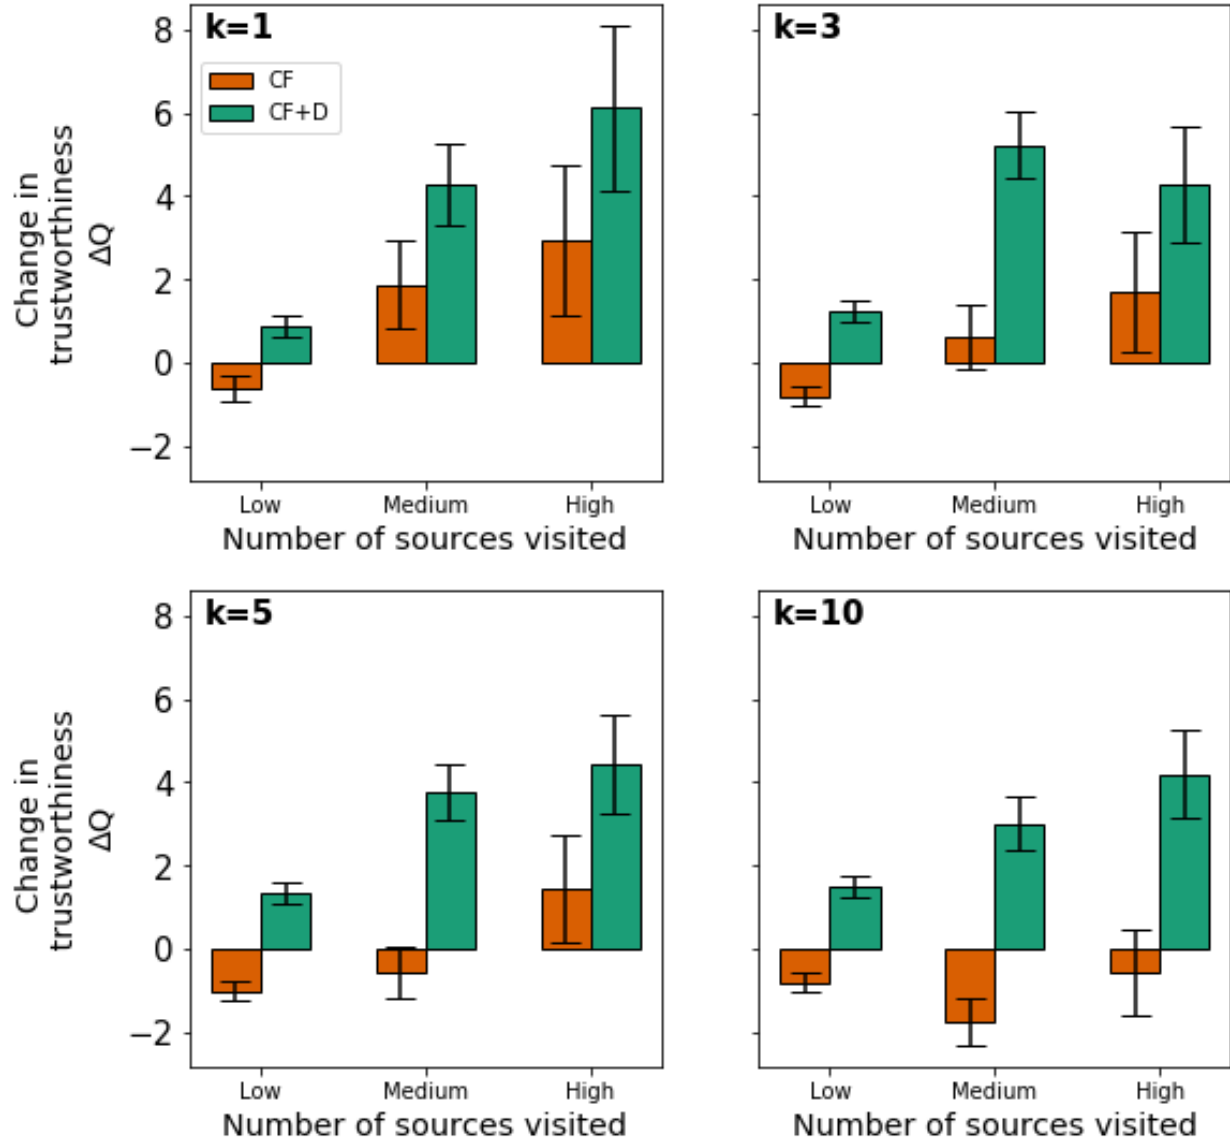 k=1
CF
CF+D
8
6
4
2
0
−2
Change in
trustworthiness
ΔQ
Low Medium High
Number of sources visited
k=3
Low Medium High
Number of sources visited
k=5
8
6
4
2
0
−2
Change in
trustworthiness
ΔQ
Low Medium High
Number of sources visited
k=10
Low Medium High
Number of sources visited